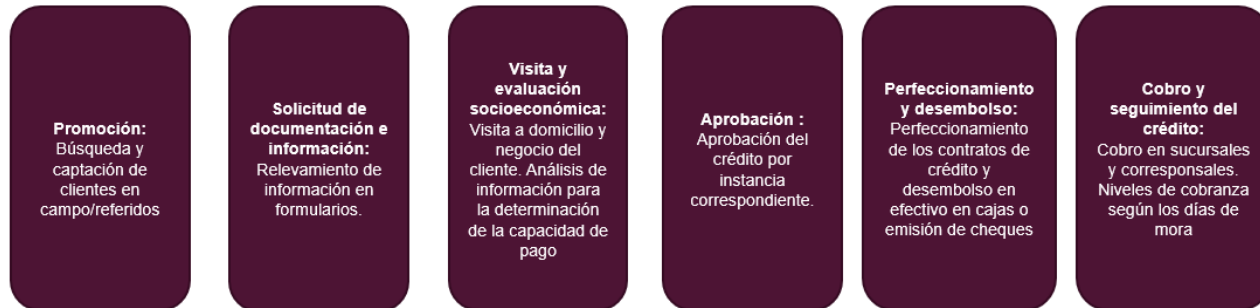 Promoción:
Búsqueda y
captación de
clientes en
campo/referidos
Solicitud de
documentación e
información:
Relevamiento de
información en
formularios.
Visita y
evaluación
socioeconómica:
Visita a domicilio y
negocio del
cliente. Análisis de
información para
la determinación
de la capacidad de
pago
Aprobación :
Aprobación del
crédito por
instancia
correspondiente.
Perfeccionamiento
y desembolso:
Perfeccionamiento
de los contratos de
crédito y
desembolso en
efectivo en cajas o
emisión de cheques
Cobro y
seguimiento del
crédito:
Cobro en sucursales
y corresponsales.
Niveles de cobranza
según los días de
mora